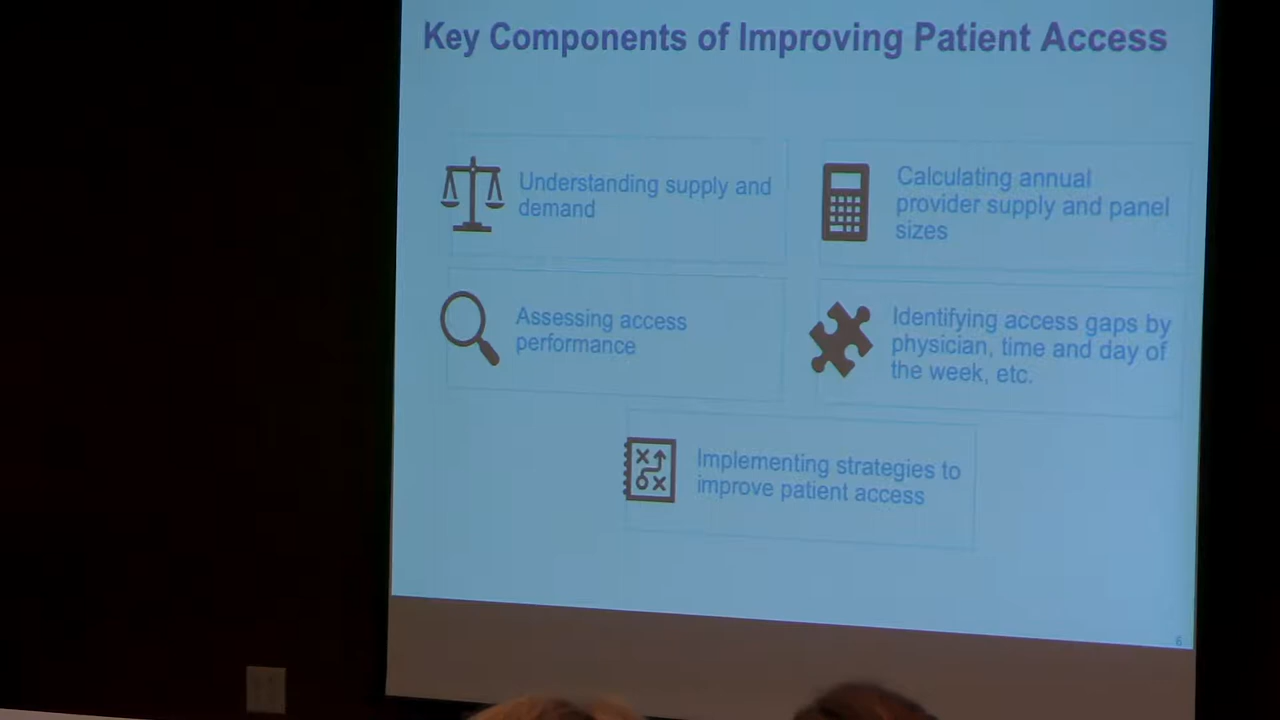 Key Components of Improving Patient Access
Understanding supply and
demand
Calculating annual
provider supply and panel
sizes
Assessing access
performance
Identifying access gaps by
physician, time and day of
the week, etc.
Implementing strategies to
improve patient access
6